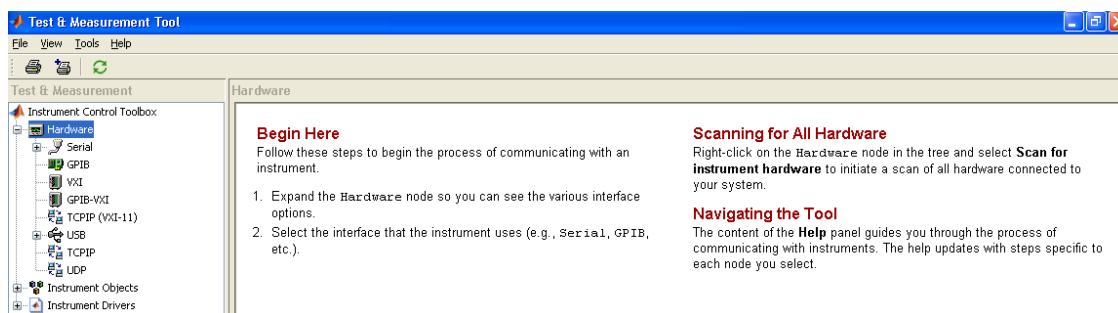 Test & Measurement Tool
File View Tools Help
Test & Measurement
Instrument Control Toolbox
Hardware
Serial
GPIB
VXI
GPIB-VXI
TCPIP (VXI-11)
USB
TCPIP
UDP
Instrument Objects
Instrument Drivers
Hardware
Begin Here
Follow these steps to begin the process of communicating with an
instrument.
1. Expand the Hardware node so you can see the various interface
options.
2. Select the interface that the instrument uses (e.g., Serial, GPIB,
etc.).
Scanning for All Hardware
Right-click on the Hardware node in the tree and select Scan for
instrument hardware to initiate a scan of all hardware connected to
your system.
Navigating the Tool
The content of the Help panel guides you through the process of
communicating with instruments. The help updates with steps specific to
each node you select.